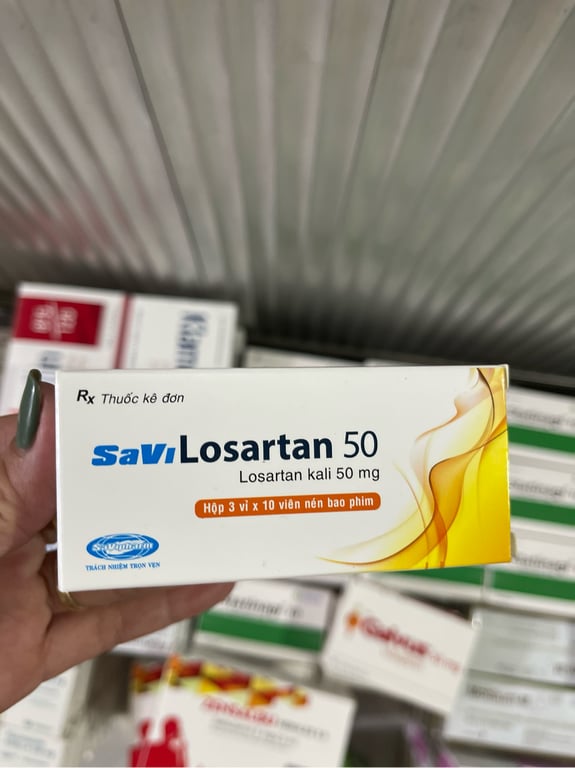 Rx Thuốc kê đơn
SaVi Losartan 50
Losartan kali 50 mg
Hộp 3 vỉ x 10 viên nén bao phim
SaVipharm
TRÁCH NHIỆM TRỌN VẸN
Galvus